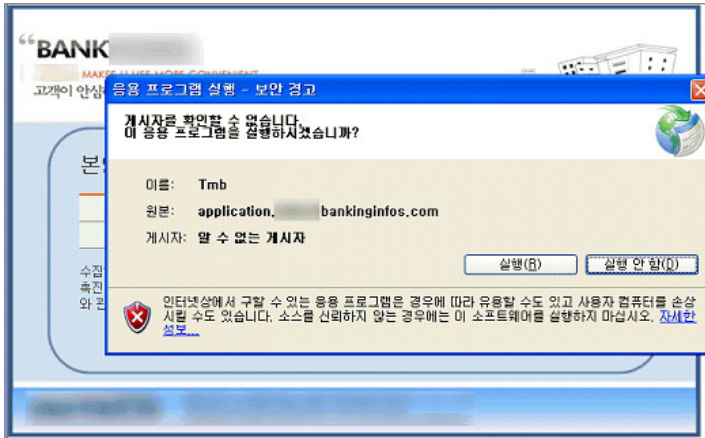 “BANK
MAKE
고객이 안심
응용 프로그램 실행 - 보안 경고
게시자를 확인할 수 없습니다.
이 응용 프로그램을 실행하시겠습니까?
본인
이름: Tmb
원본: application. bankinginfos.com
게시자: 알 수 없는 게시자
실행(R) 실행 안 함(D)
수집
촉진
와 관
인터넷상에서 구할 수 있는 응용 프로그램은 경우에 따라 유용할 수도 있고 사용자 컴퓨터를 손상
시킬 수도 있습니다. 소스를 신뢰하지 않는 경우에는 이 소프트웨어를 실행하지 마십시오. 자세한
정보...